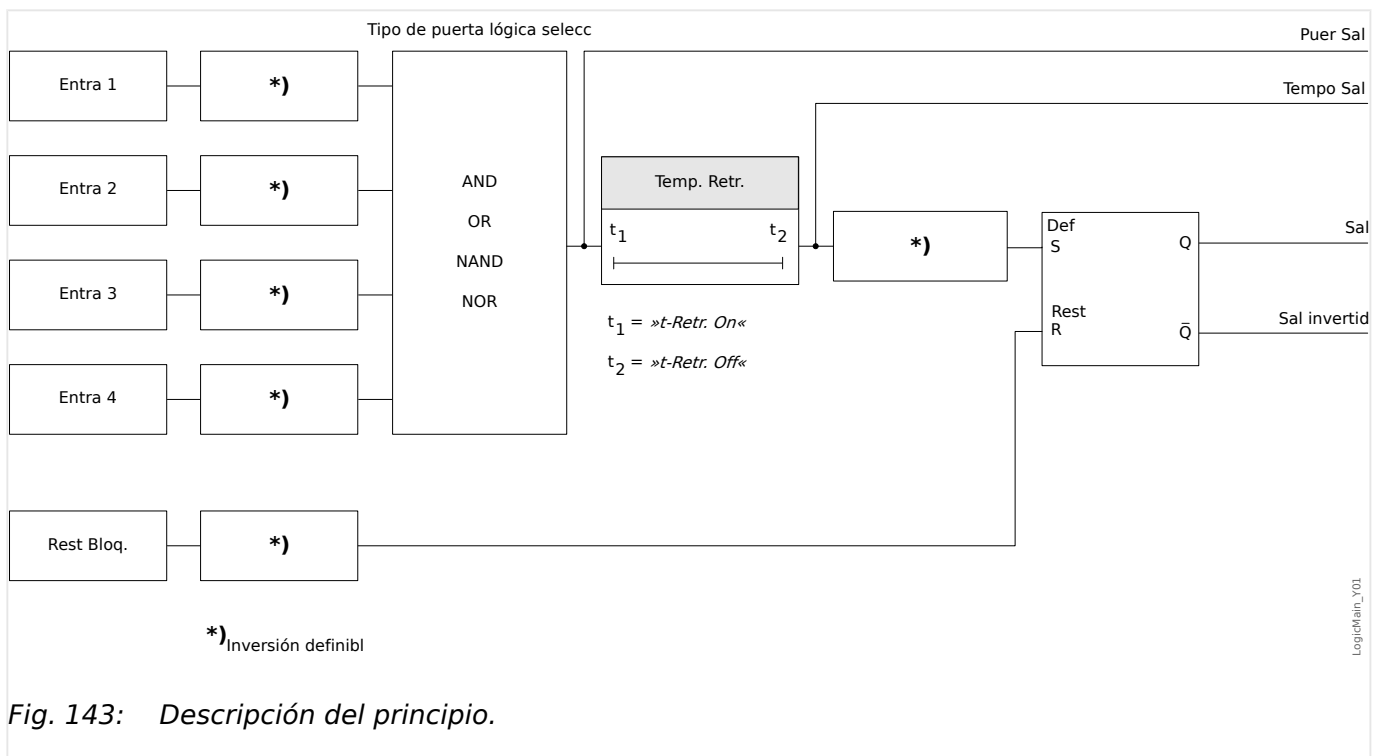 Tipo de puerta lógica selecc
Puer Sal
Entra 1
*)
Tempo Sal
Entra 2
*)
AND
OR
NAND
NOR
Temp. Retr.
t1
t2
*)
Def
S
Q
Sal
Entra 3
*)
Rest
R
Q̅
Sal invertid
t1 = »t-Retr. On«
t2 = »t-Retr. Off«
Entra 4
*)
Rest Bloq.
*)
*)Inversión definibl
LogicMain_Y01
Fig. 143: Descripción del principio.